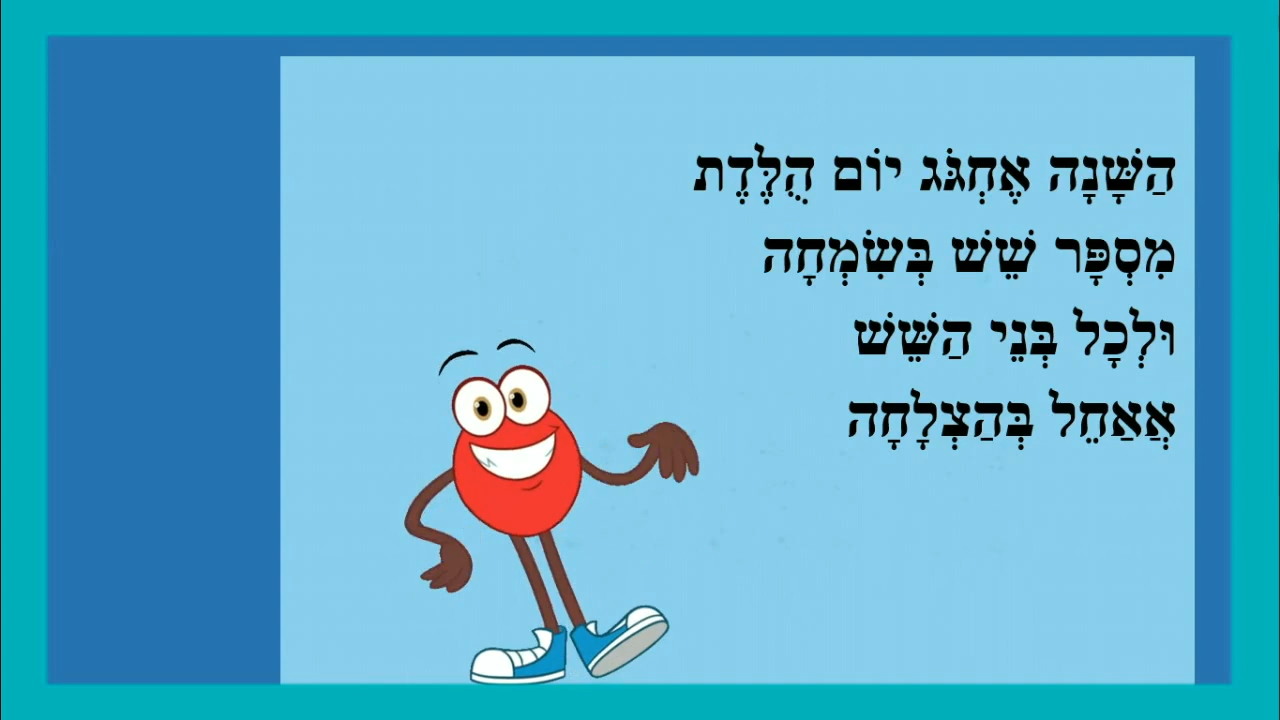 הַשָּׁנָה אֶחְגֹּג יוֹם הֻלֶּדֶת
מִסְפָּר שֵׁשׁ בְּשִׂמְחָה
וּלְכָל בְּנֵי הַשֵּׁשׁ
אֲאַחֵל בְּהַצְלָחָה